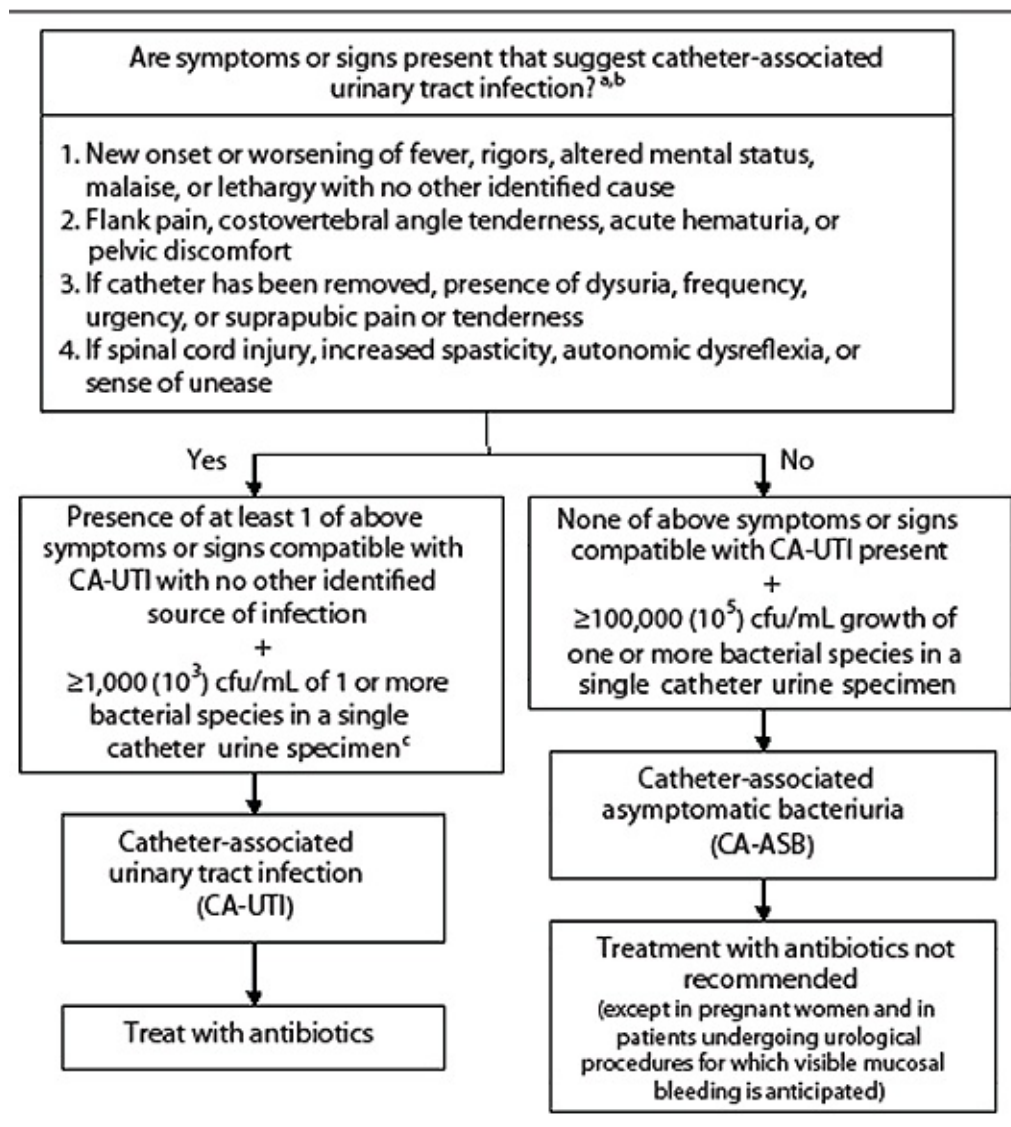 Are symptoms or signs present that suggest catheter-associated
urinary tract infection? a,b
1. New onset or worsening of fever, rigors, altered mental status,
malaise, or lethargy with no other identified cause
2. Flank pain, costovertebral angle tenderness, acute hematuria, or
pelvic discomfort
3. If catheter has been removed, presence of dysuria, frequency,
urgency, or suprapubic pain or tenderness
4. If spinal cord injury, increased spasticity, autonomic dysreflexia, or
sense of unease
Yes
No
Presence of at least 1 of above
symptoms or signs compatible with
CA-UTI with no other identified
source of infection
+
≥1,000 (10³) cfu/mL of 1 or more
bacterial species in a single
catheter urine specimenᶜ
Catheter-associated
urinary tract infection
(CA-UTI)
Treat with antibiotics
None of above symptoms or signs
compatible with CA-UTI present
+
≥100,000 (10⁵) cfu/mL growth of
one or more bacterial species in a
single catheter urine specimen
Catheter-associated
asymptomatic bacteriuria
(CA-ASB)
Treatment with antibiotics not
recommended
(except in pregnant women and in
patients undergoing urological
procedures for which visible mucosal
bleeding is anticipated)